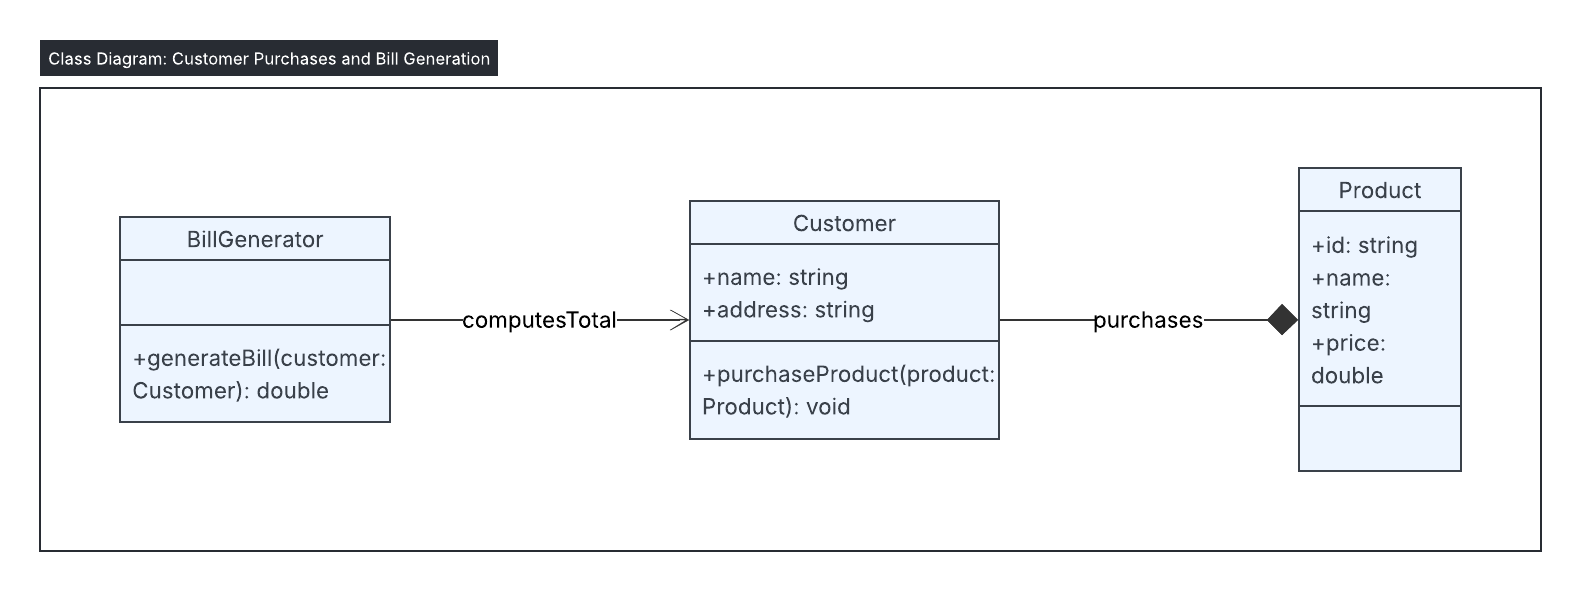 Class Diagram: Customer Purchases and Bill Generation
BillGenerator
+generateBill(customer:
Customer): double
computesTotal
Customer
+name: string
+address: string
+purchaseProduct(product:
Product): void
purchases
Product
+id: string
+name:
string
+price:
double